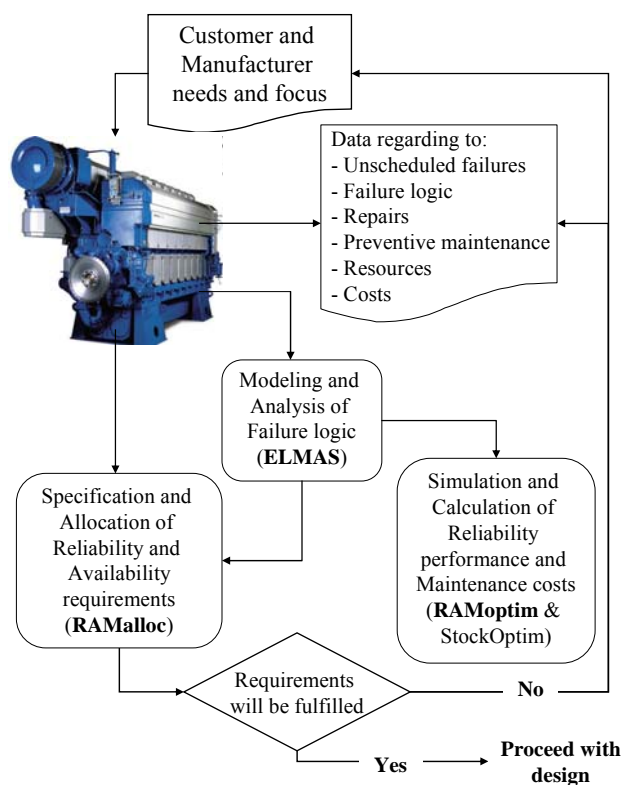 Customer and
Manufacturer
needs and focus
Data regarding to:
- Unscheduled failures
- Failure logic
- Repairs
- Preventive maintenance
- Resources
- Costs
Modeling and
Analysis of
Failure logic
(ELMAS)
Specification and
Allocation of
Reliability and
Availability
requirements
(RAMalloc)
Simulation and
Calculation of
Reliability
performance and
Maintenance costs
(RAMoptim &
StockOptim)
Requirements
will be fulfilled
No
Yes
Proceed with
design